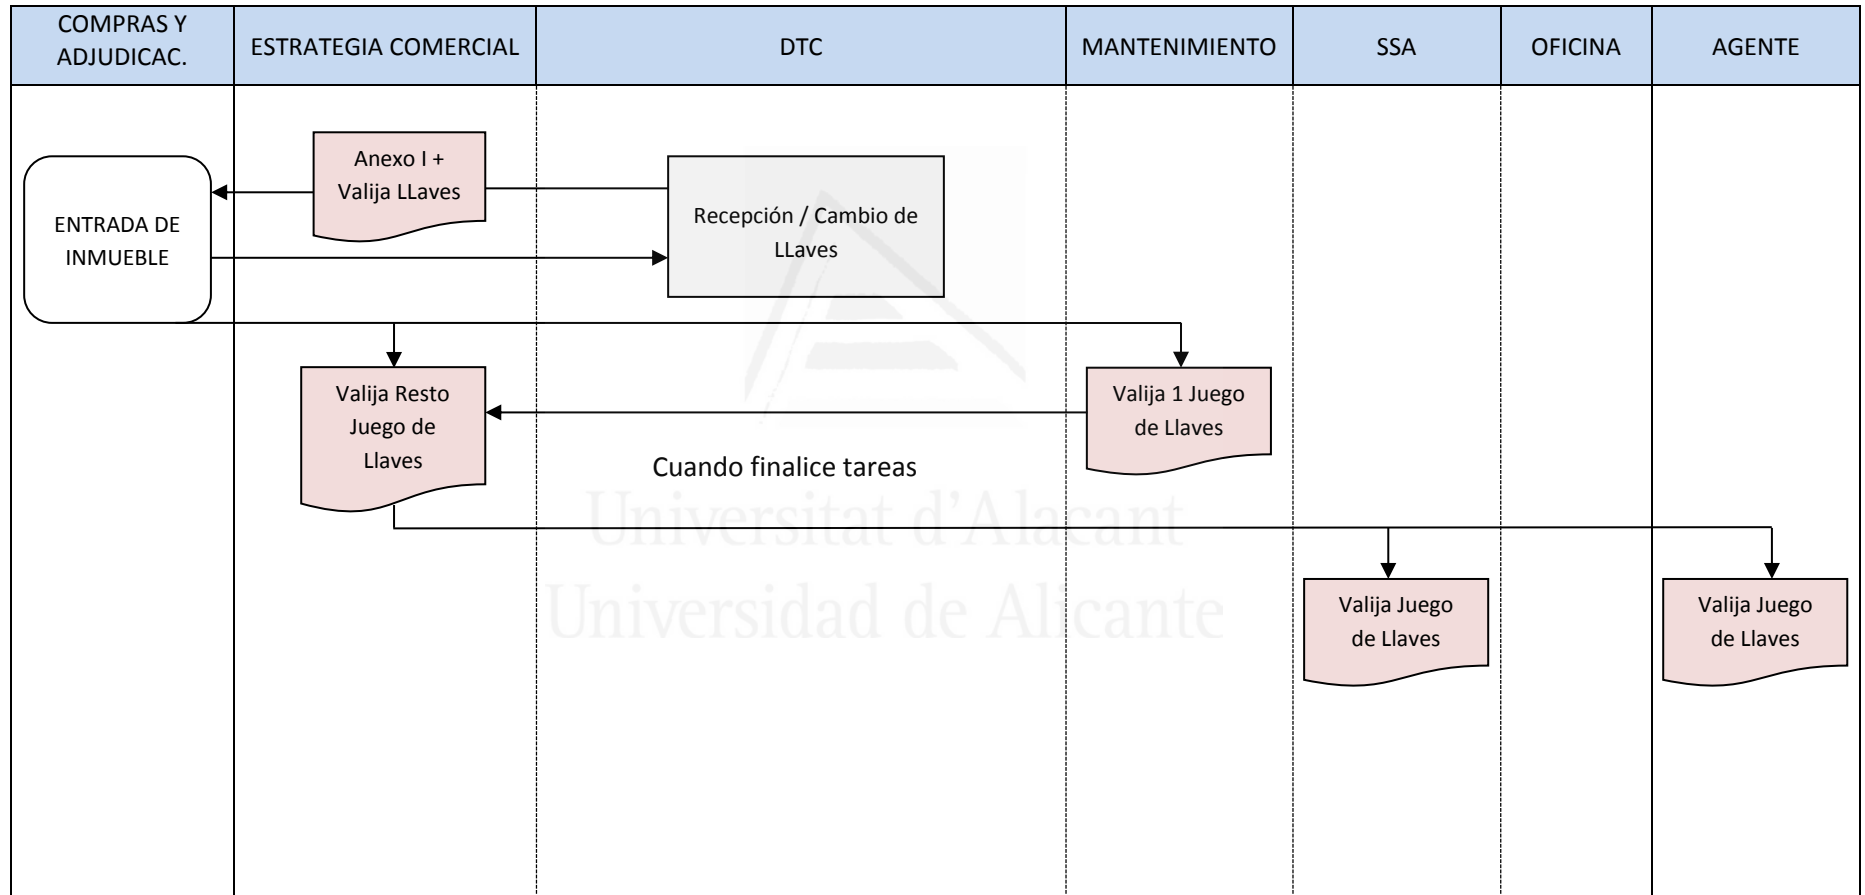 COMPRAS Y
ADJUDICAC.
ESTRATEGIA COMERCIAL
DTC
MANTENIMIENTO
SSA
OFICINA
AGENTE
Anexo I +
Valija LLaves
ENTRADA DE
INMUEBLE
Recepción / Cambio de
LLaves
Valija Resto
Juego de
Llaves
Valija 1 Juego
de Llaves
Cuando finalice tareas
Universitat d'Alacant
Universidad de Alicante
Valija Juego
de Llaves
Valija Juego
de Llaves